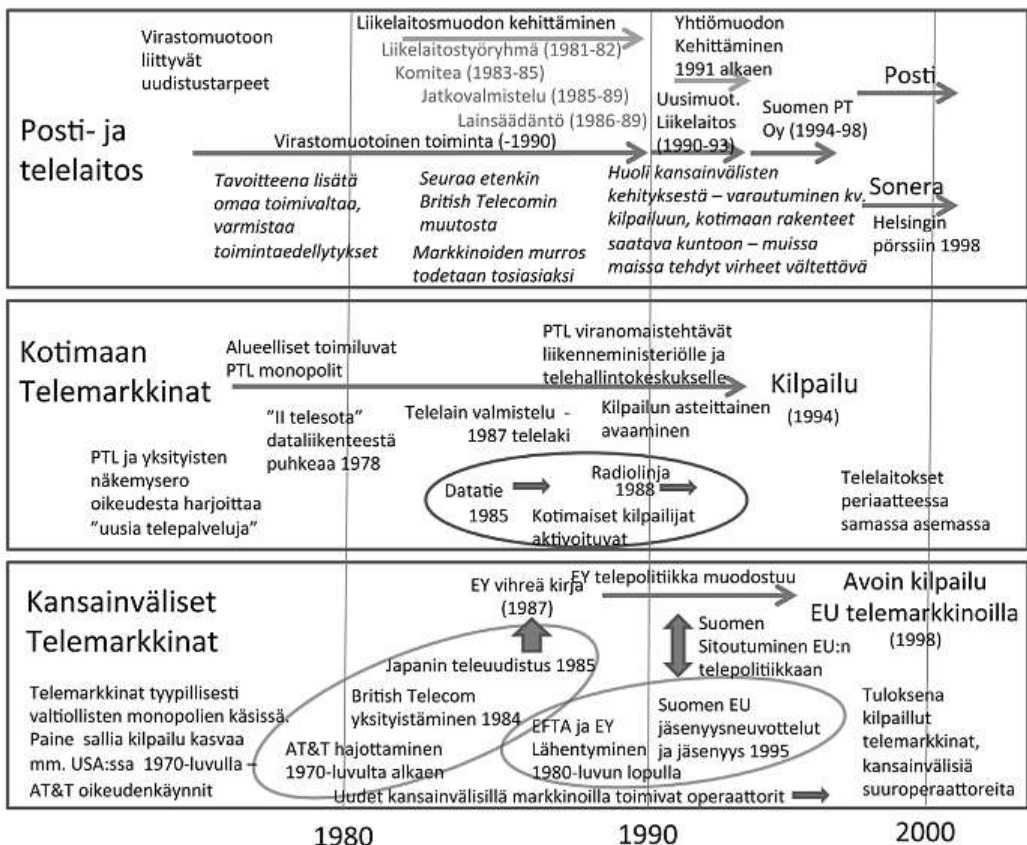 Posti- ja
telelaitos
Virastomuotoon
liittyvät
uudistustarpeet
Liikelaitosmuodon kehittäminen
Liikelaitostyöryhmä (1981-82)
Komitea (1983-85)
Jatkovalmistelu (1985-89)
Lainsäädäntö (1986-89)
Virastomuotoinen toiminta (-1990)
Yhtiömuodon
Kehittäminen
1991 alkaen
Uusimuot.
Liikelaitos
(1990-93)
Suomen PT
Oy (1994-98)
Posti
Sonera
Helsingin
pörssiin 1998
Tavoitteena lisätä
omaa toimivaltaa,
varmistaa
toimintaedellytykset
Seuraa etenkin
British Telecomin
muutosta
Markkinoiden murros
todetaan tosiasiaksi
Huoli kansainvälisten
kehityksestä – varautuminen kv.
kilpailuun, kotimaan rakenteet
saatava kuntoon – muissa
maissa tehdyt virheet vältettävä
Kotimaan
Telemarkkinat
Alueelliset toimiluvat
PTL monopolit
PTL viranomaistehtävät
liikenneministeriölle ja
telehallintokeskukselle
Kilpailu
(1994)
"II telesota"
dataliikenteestä
puhkeaa 1978
Telelain valmistelu -
1987 telelaki
Kilpailun asteittainen
avaaminen
PTL ja yksityisten
näkemysero
oikeudesta harjoittaa
"uusia telepalveluja"
Datatie
1985
Radiolinja
1988
Kotimaiset kilpailijat
aktivoituvat
Telelaitokset
periaatteessa
samassa asemassa
Kansainväliset
Telemarkkinat
EY vihreä kirja
(1987)
EY telepolitiikka muodostuu
Avoin kilpailu
EU telemarkkinoilla
(1998)
Suomen
Sitoutuminen EU:n
telepolitiikkaan
Telemarkkinat tyypillisesti
valtiollisten monopolien käsissä.
Paine sallia kilpailu kasvaa
mm. USA:ssa 1970-luvulla –
AT&T oikeudenkäynnit
Japanin teleuudistus 1985
British Telecom
yksityistäminen 1984
AT&T hajottaminen
1970-luvulta alkaen
EFTA ja EY
Lähentyminen
1980-luvun lopulla
Suomen EU
jäsenyysneuvottelut
ja jäsenyys 1995
Tuloksena
kilpaillut
telemarkkinat,
kansainvälisiä
suuroperaattoreita
Uudet kansainvälisillä markkinoilla toimivat operaattorit
1980
1990
2000